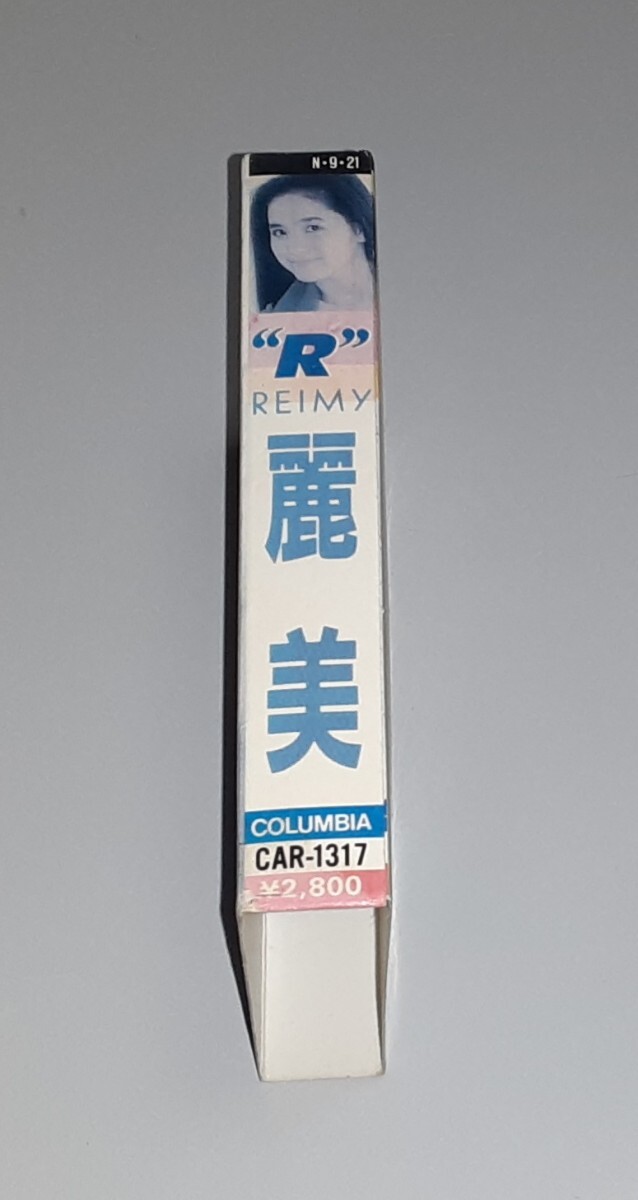 N・9・21
“R”
REIMY
麗美
COLUMBIA
CAR-1317
¥2,800